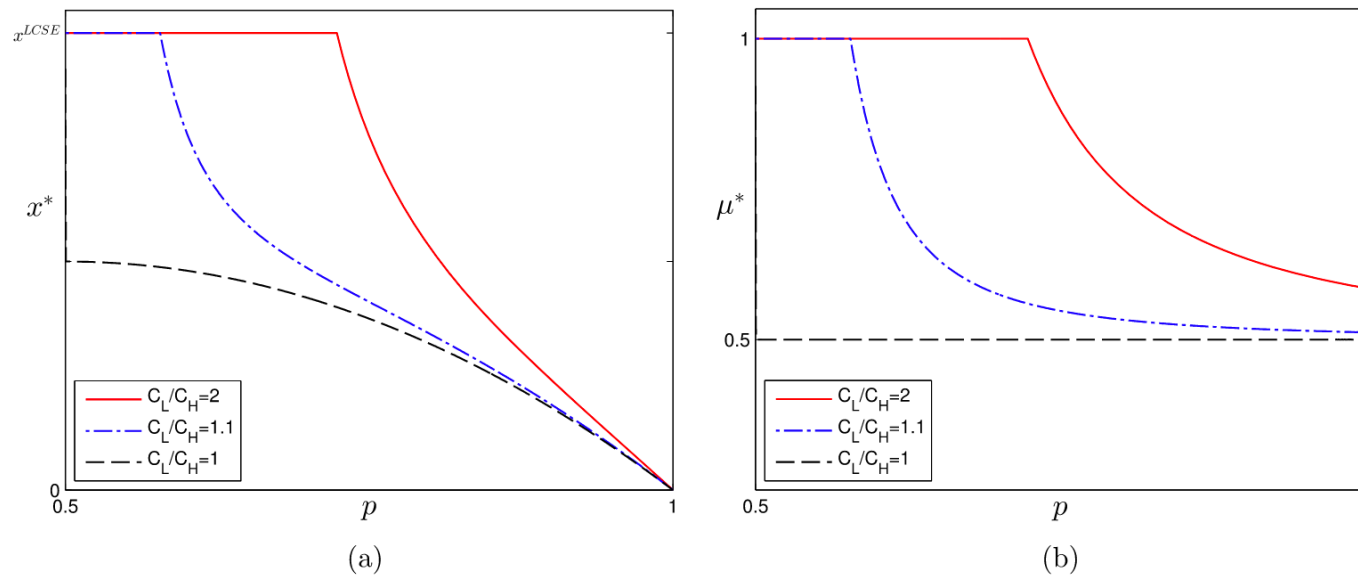 x^{LCSE}
x^*
0
0.5
p
1
C_L/C_H=2
C_L/C_H=1.1
C_L/C_H=1
(a)
1
μ^*
0.5
0.5
p
C_L/C_H=2
C_L/C_H=1.1
C_L/C_H=1
(b)